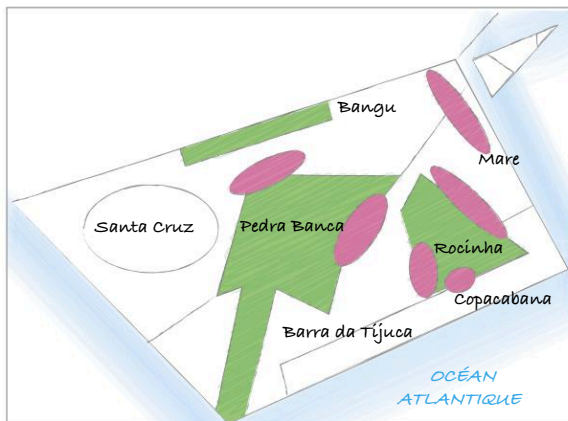 Bangu
Mare
Santa Cruz
Pedra Banca
Rocinha
Copacabana
Barra da Tijuca
OCÉAN
ATLANTIQUE